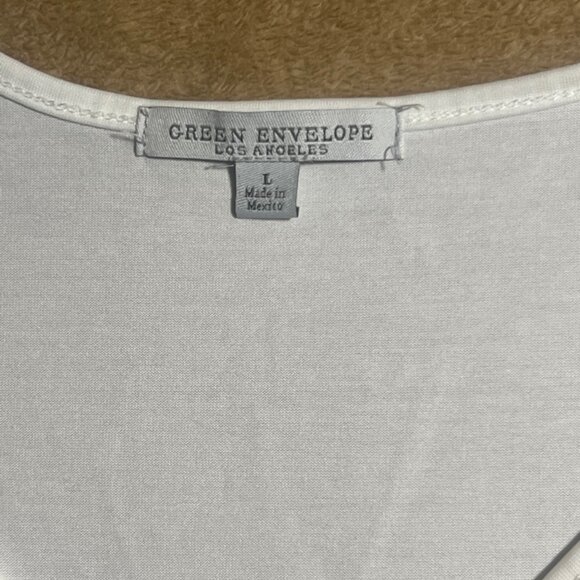 GREEN ENVELOPE
LOS ANGELES
L
Made in
Mexico